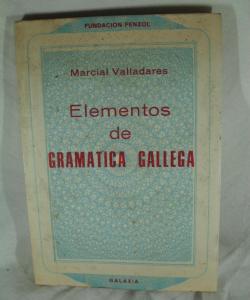 FUNDACION PENZOL
Marcial Valladares
Elementos
de
GRAMATICA GALLEGA
GALAXIA